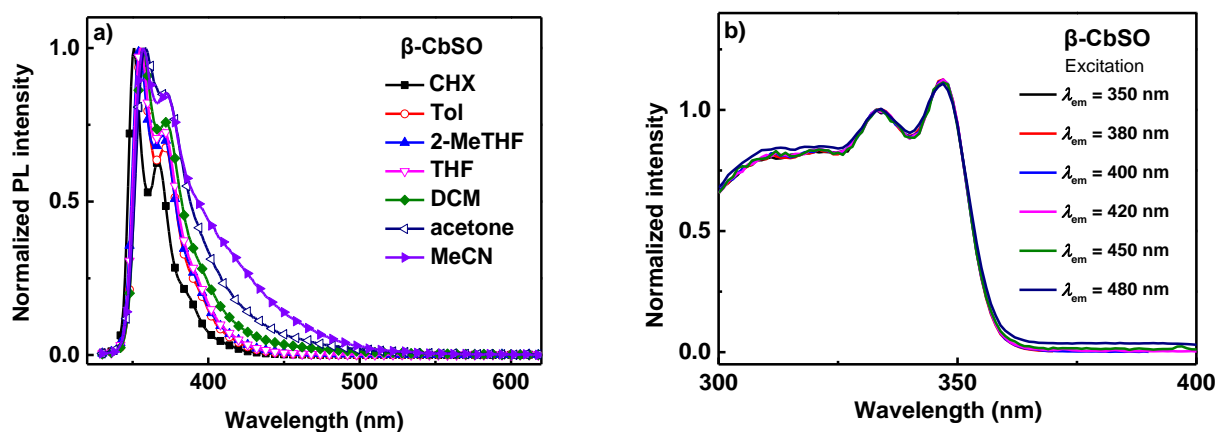 a)
β-CbSO
CHX
Tol
2-MeTHF
THF
DCM
acetone
MeCN
Normalized PL intensity
1.0
0.5
0.0
400
500
600
Wavelength (nm)
b)
β-CbSO
Excitation
λem = 350 nm
λem = 380 nm
λem = 400 nm
λem = 420 nm
λem = 450 nm
λem = 480 nm
Normalized intensity
1.0
0.5
0.0
300
350
400
Wavelength (nm)